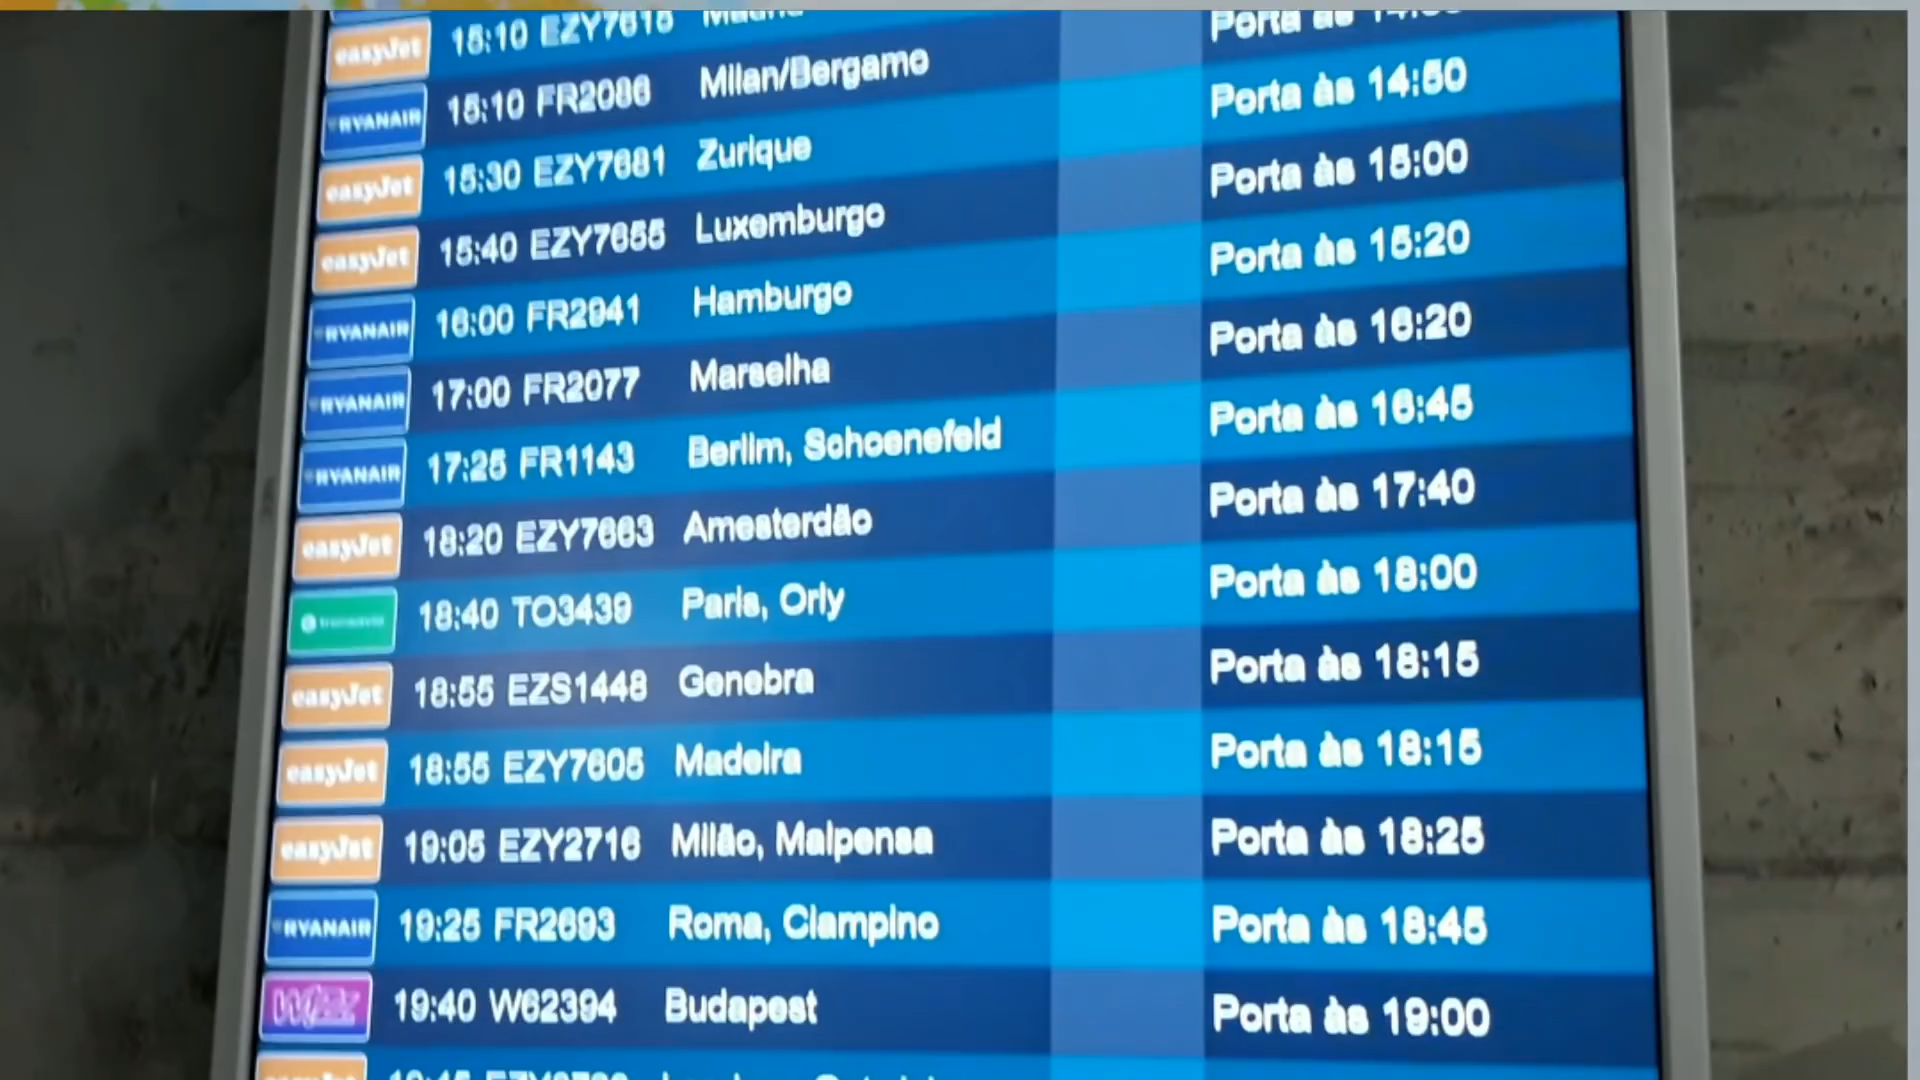 easyJet 15:10 Madrid Porta às
RYANAIR 15:10 FR2086 Milan/Bergamo
easyJet 15:30 EZY7681 Zurique Porta às 14:50
easyJet 15:40 EZY7655 Luxemburgo Porta às 15:00
RYANAIR 16:00 FR2941 Hamburgo Porta às 15:20
RYANAIR 17:00 FR2077 Marselha Porta às 16:20
RYANAIR 17:25 FR1143 Berlim, Schoenefeld Porta às 16:45
easyJet 18:20 EZY7663 Amesterdão Porta às 17:40
transavia 18:40 TO3439 Paris, Orly Porta às 18:00
easyJet 18:55 EZS1448 Genebra Porta às 18:15
easyJet 18:55 EZY7605 Madeira Porta às 18:15
easyJet 19:05 EZY2716 Milão, Malpensa Porta às 18:25
RYANAIR 19:25 FR2693 Roma, Ciampino Porta às 18:45
Wizz 19:40 W62394 Budapest Porta às 19:00
easyJet